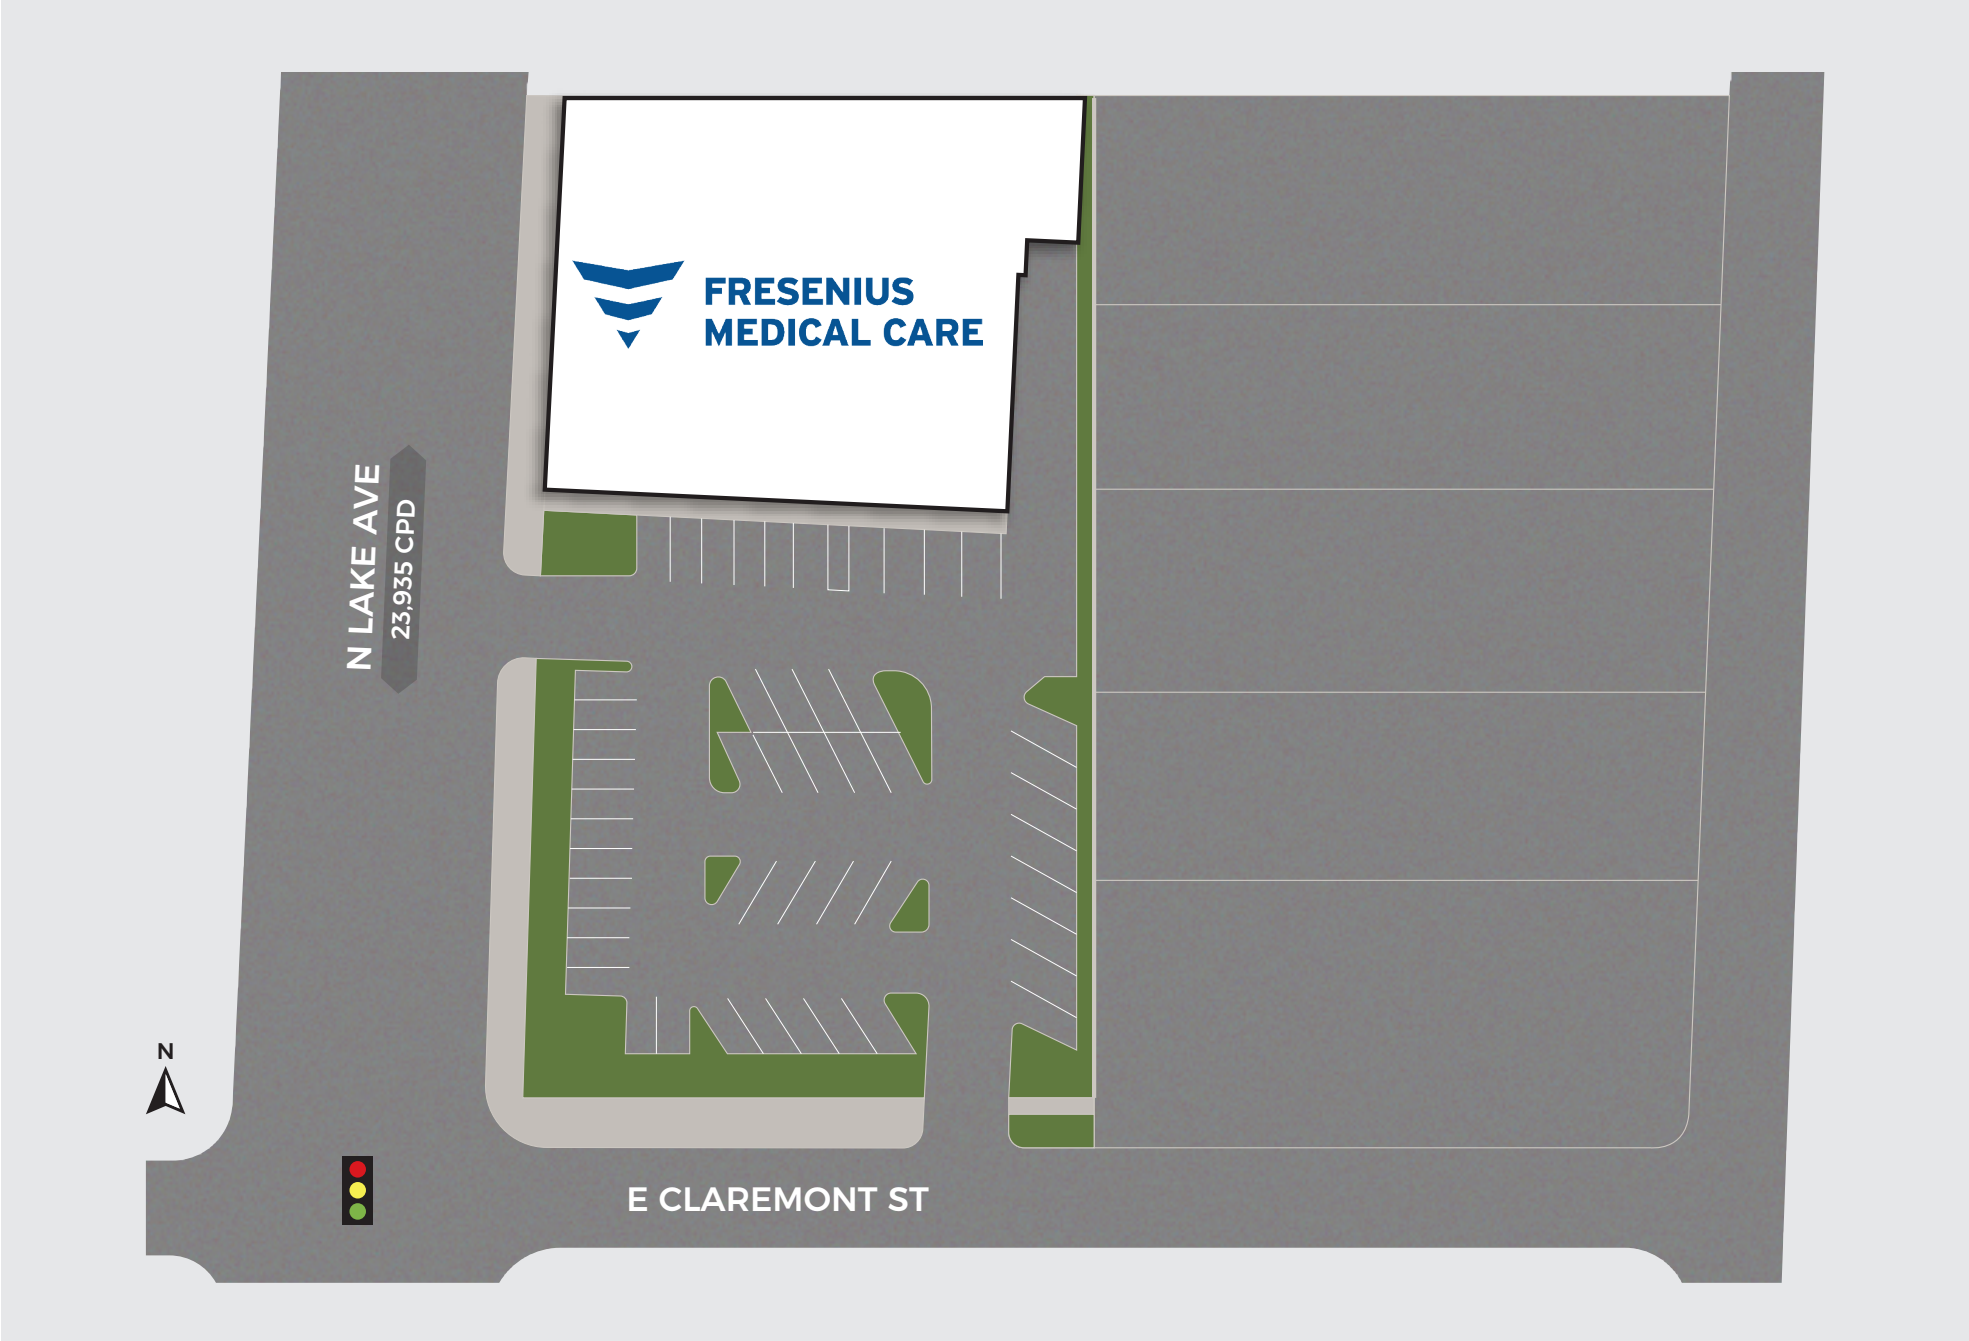 FRESENIUS
MEDICAL CARE
N LAKE AVE
23,935 CPD
N
E CLAREMONT ST